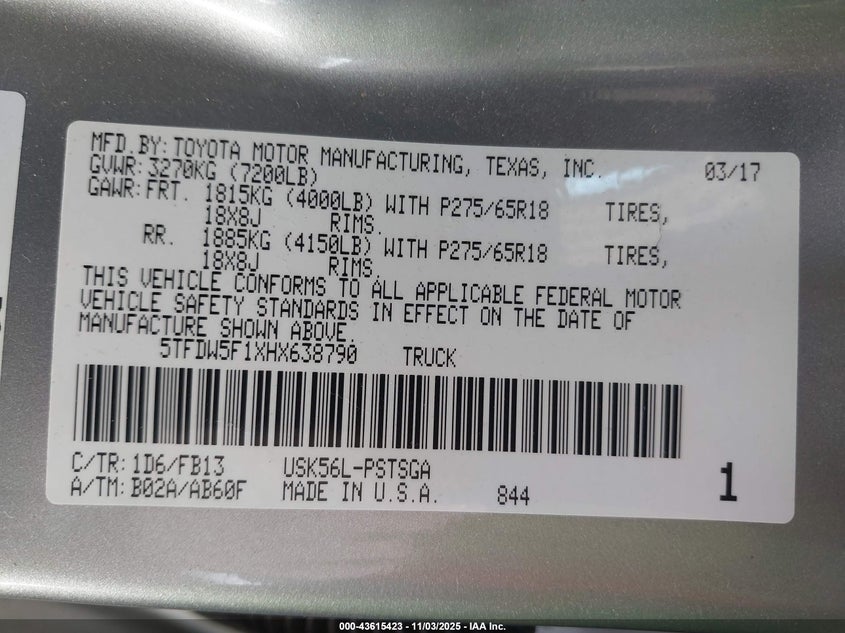 MFD.BY:TOYOTA MOTOR MANUFACTURING, TEXAS, INC. 03/17
GVWR:3270KG (7200LB)
GAWR:FRT. 1815KG (4000LB) WITH P275/65R18 TIRES,
18X8J RIMS.
RR. 1885KG (4150LB) WITH P275/65R18 TIRES,
18X8J RIMS.
THIS VEHICLE CONFORMS TO ALL APPLICABLE FEDERAL MOTOR
VEHICLE SAFETY STANDARDS IN EFFECT ON THE DATE OF
MANUFACTURE SHOWN ABOVE.
5TFDW5F1XHX638790 TRUCK
C/TR:1D6/FB13 USK56L-PSTSGA
A/TM:B02A/AB60F MADE IN U.S.A. 844 1
000-43615423 - 11/03/2025 - IAA Inc.